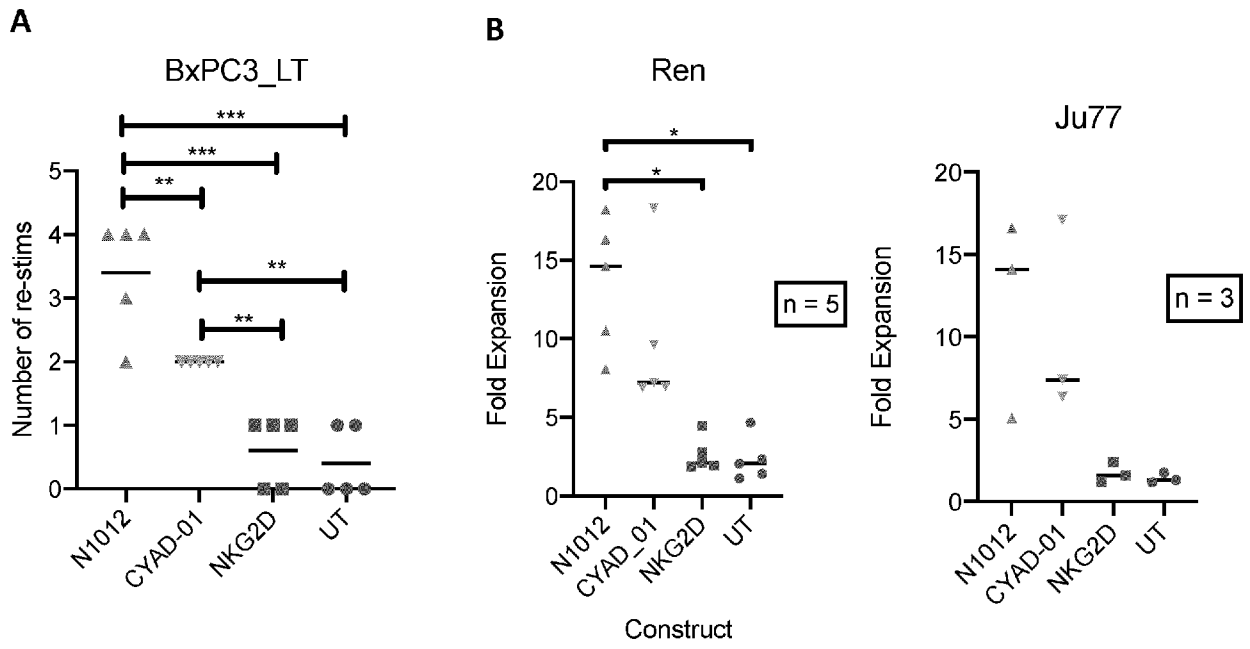 A
BxPC3_LT
***
***
**
**
**
5
4
3
2
1
0
Number of re-stims
N1012
CYAD-01
NKG2D
UT
B
Ren
*
*
20
15
10
5
0
Fold Expansion
n = 5
N1012
CYAD_01
NKG2D
UT
Construct
Ju77
20
15
10
5
0
Fold Expansion
n = 3
N1012
CYAD-01
NKG2D
UT